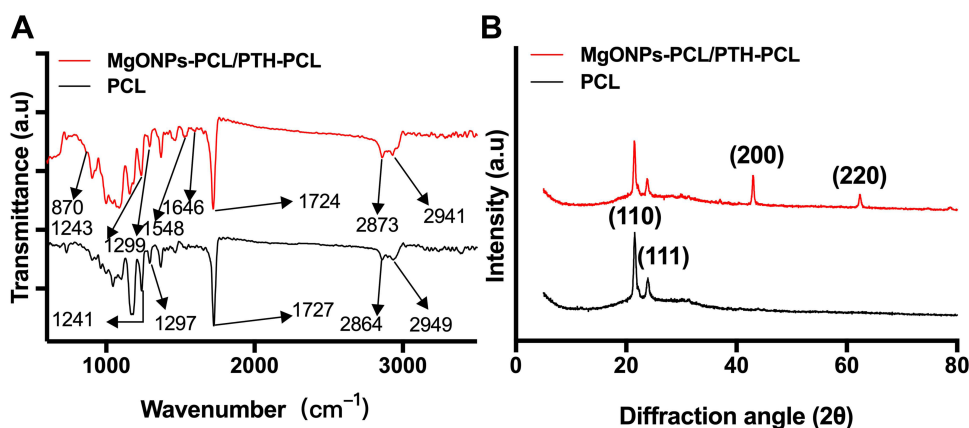 A
MgONPs-PCL/PTH-PCL
PCL
Transmittance (a.u)
870
1243
1299
1548
1646
1724
2873
2941
1241
1297
1727
2864
2949
1000
2000
3000
Wavenumber (cm⁻¹)
B
MgONPs-PCL/PTH-PCL
PCL
Intensity (a.u)
(200)
(220)
(110)
(111)
0
20
40
60
80
Diffraction angle (2θ)